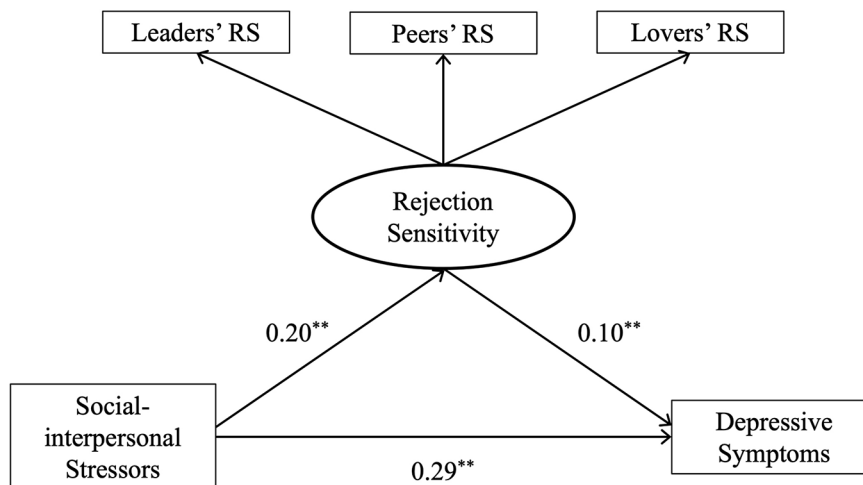 Leaders’ RS
Peers’ RS
Lovers’ RS
Rejection
Sensitivity
0.20**
0.10**
Social-
interpersonal
Stressors
Depressive
Symptoms
0.29**